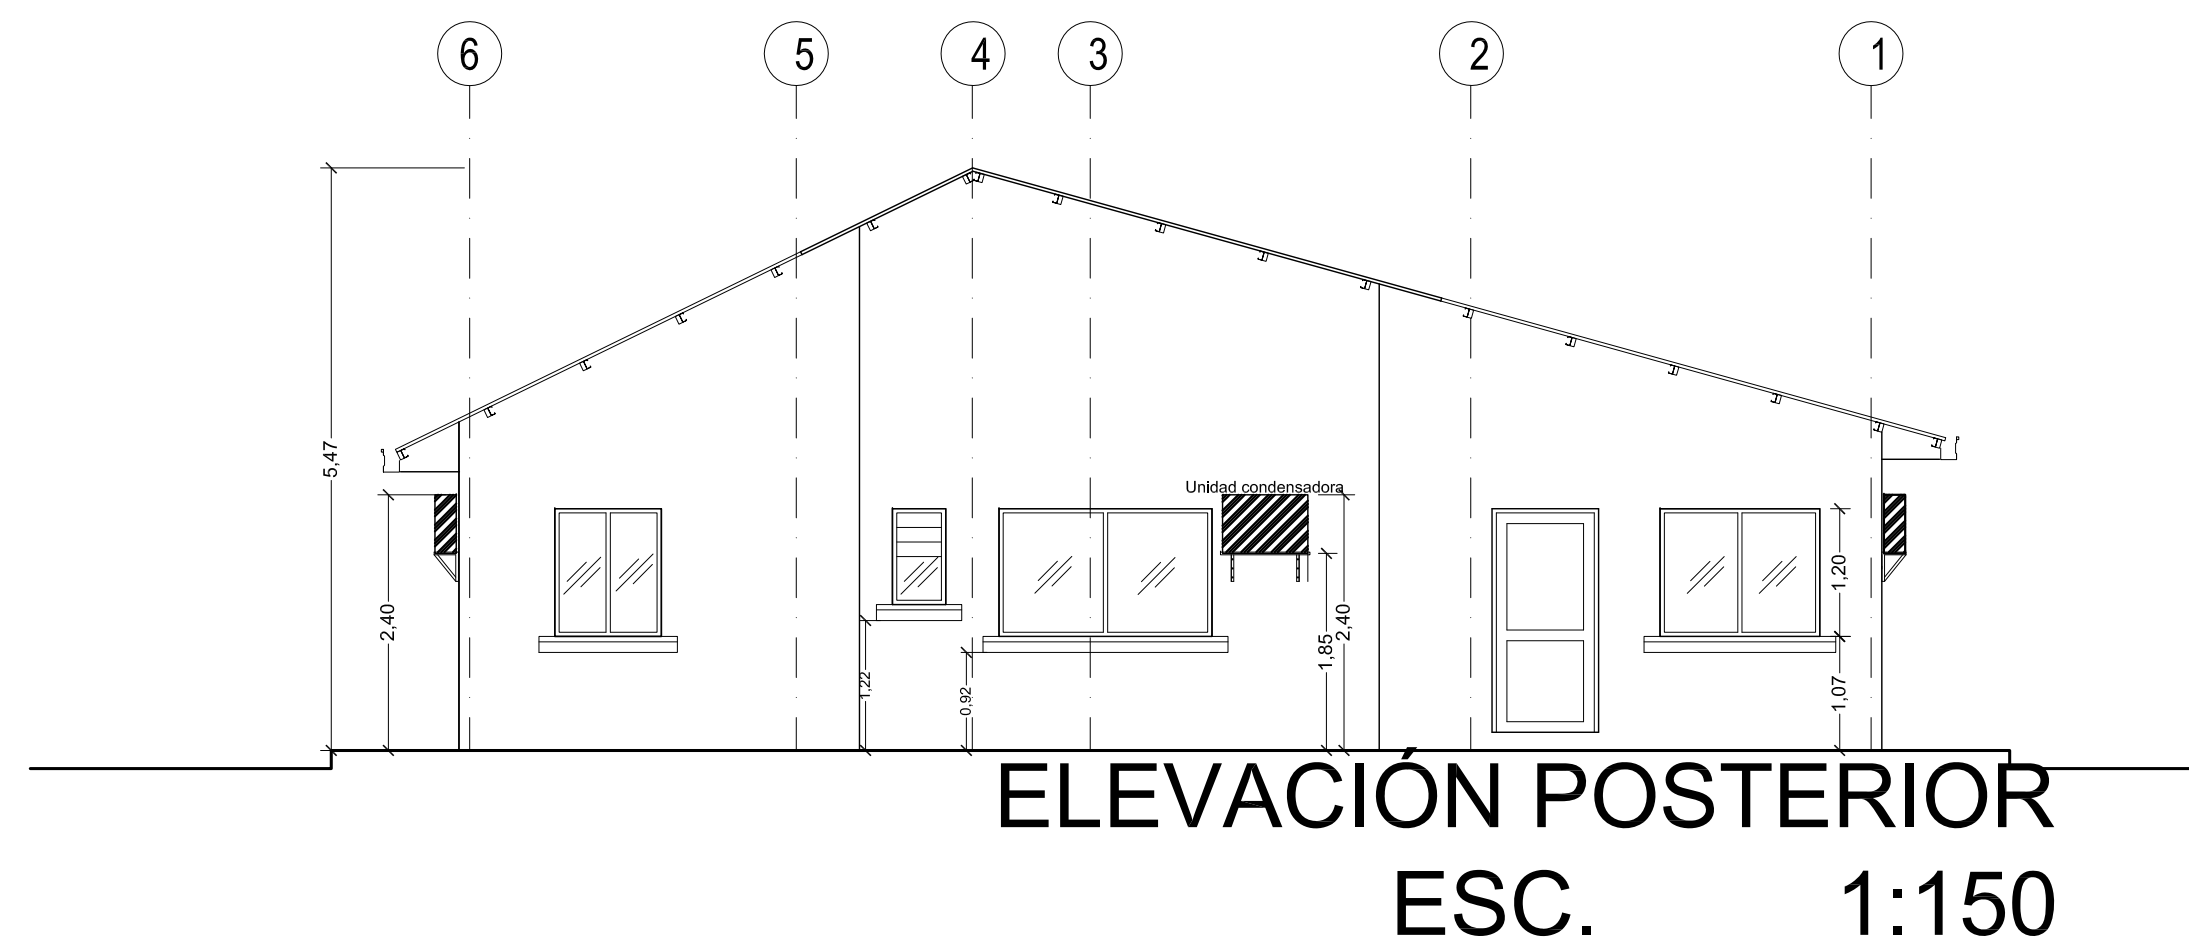 6 5 4 3 2 1
5,47
Unidad condensadora
2,40
1,20
2,40
1,85
1,22
0,92
1,07
ELEVACIÓN POSTERIOR
ESC. 1:150